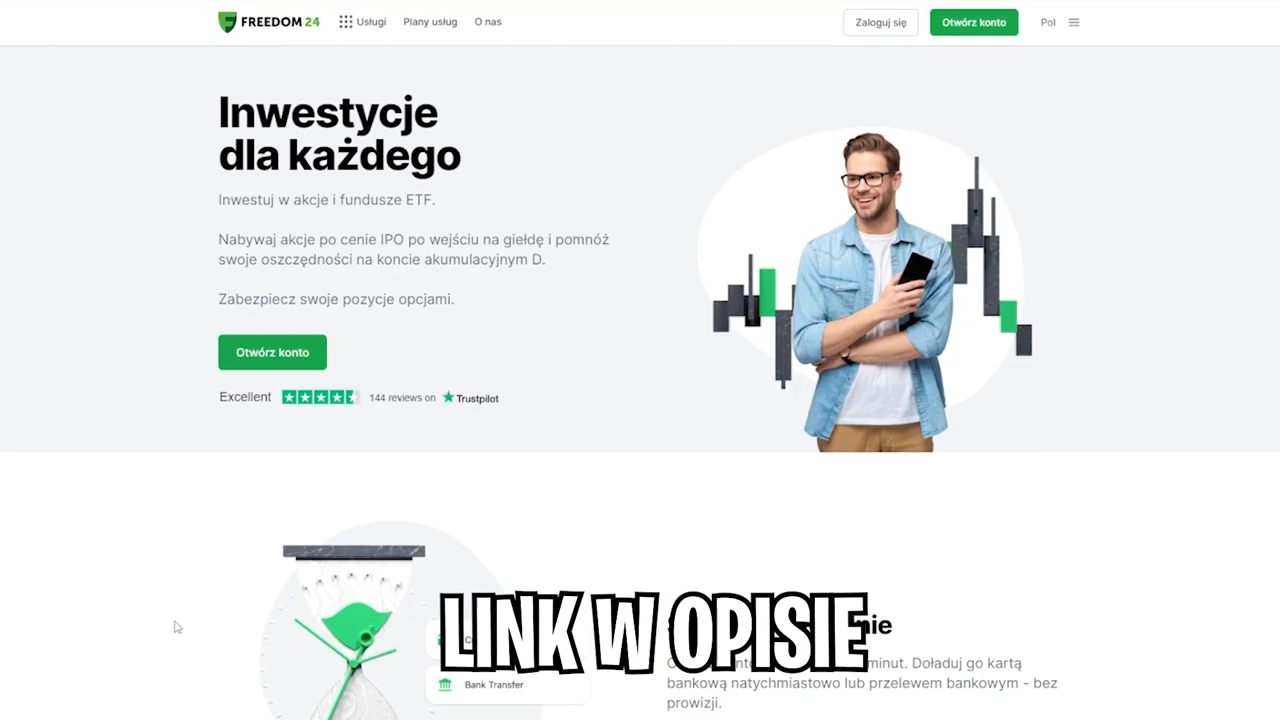 FREEDOM 24
Usługi
Plany usług
O nas
Zaloguj się
Otwórz konto
Pol
Inwestycje
dla każdego
Inwestuj w akcje i fundusze ETF.
Nabywaj akcje po cenie IPO po wejściu na giełdę i pomnóż
swoje oszczędności na koncie akumulacyjnym D.
Zabezpiecz swoje pozycje opcjami.
Otwórz konto
Excellent
144 reviews on
Trustpilot
LINK W OPISIE
minut. Doładuj go kartą
bankową natychmiastowo lub przelewem bankowym - bez
prowizji.
Bank Transfer